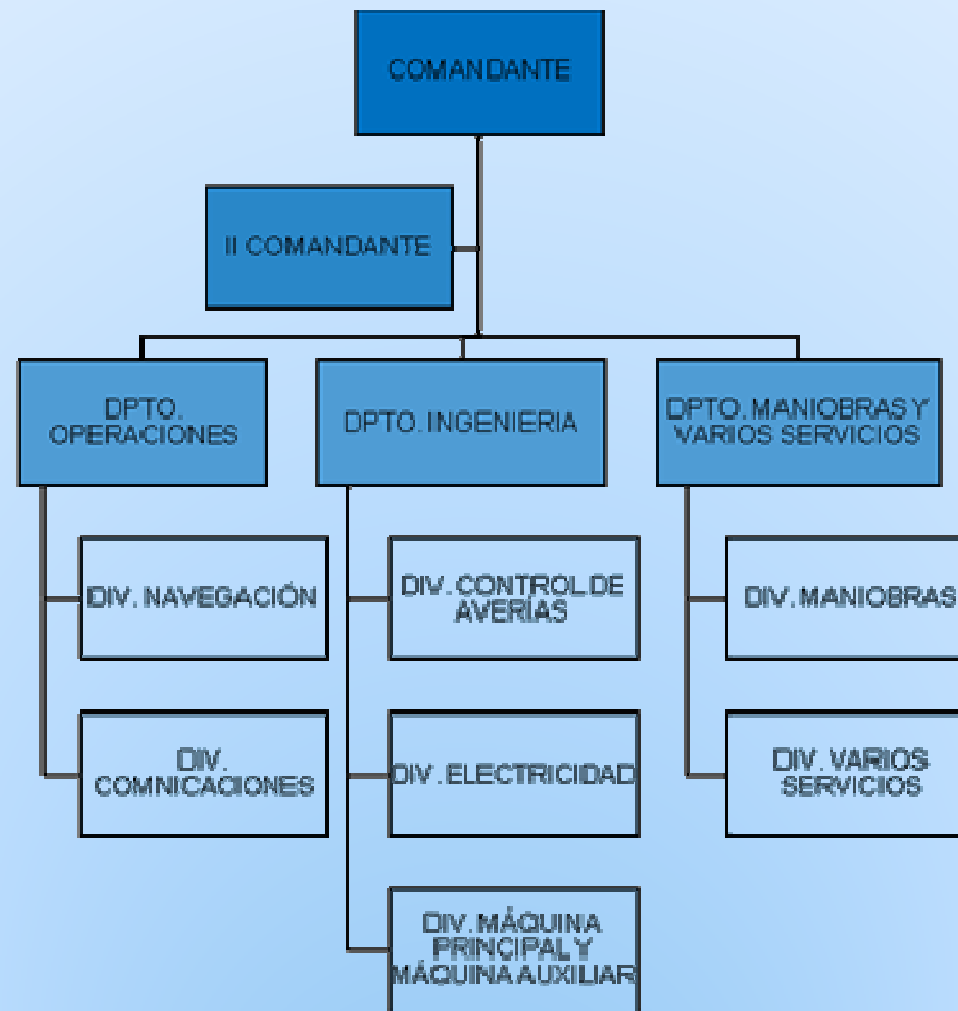 COMANDANTE
II COMANDANTE
DPTO.
OPERACIONES
DPTO. INGENIERIA
DPTO. MANIOBRAS Y
VARIOS SERVICIOS
DIV. NAVEGACIÓN
DIV. CONTROL DE
AVERÍAS
DIV. MANIOBRAS
DIV.
COMNICACIONES
DIV. ELECTRICIDAD
DIV. VARIOS
SERVICIOS
DIV. MÁQUINA
PRINCIPAL Y
MÁQUINA AUXILIAR